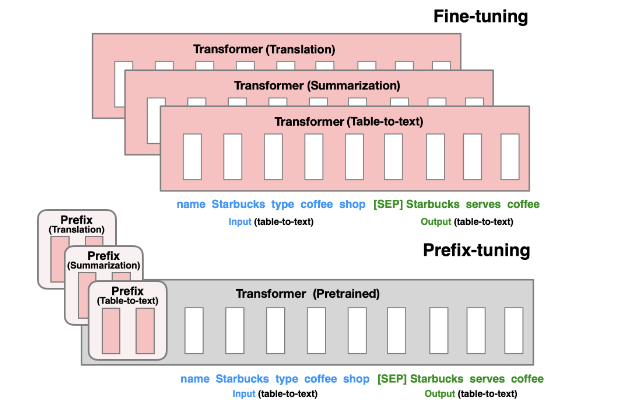 Fine-tuning
Transformer (Translation)
Transformer (Summarization)
Transformer (Table-to-text)
name Starbucks type coffee shop [SEP] Starbucks serves coffee
Input (table-to-text) Output (table-to-text)
Prefix-tuning
Prefix
(Translation)
Prefix
(Summarization)
Prefix
(Table-to-text)
Transformer (Pretrained)
name Starbucks type coffee shop [SEP] Starbucks serves coffee
Input (table-to-text) Output (table-to-text)